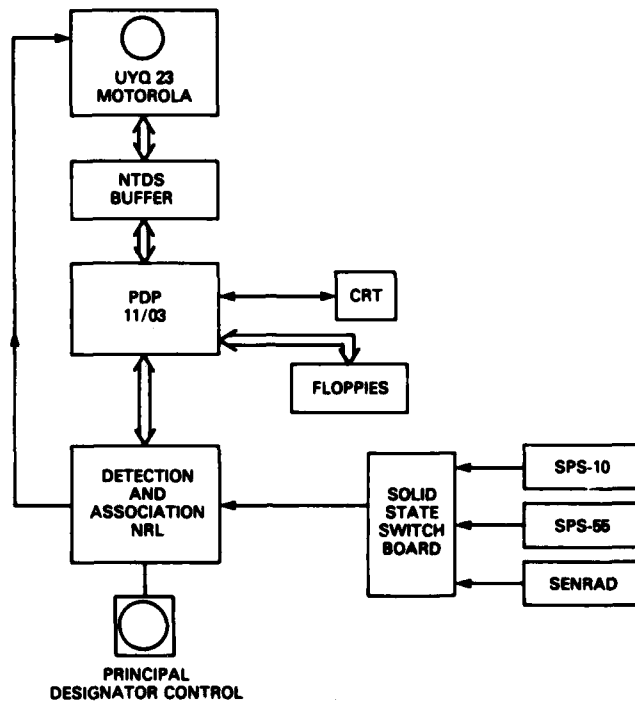 UYQ 23
MOTOROLA
NTDS
BUFFER
PDP
11/03
CRT
FLOPPIES
DETECTION
AND
ASSOCIATION
NRL
SOLID
STATE
SWITCH
BOARD
SPS-10
SPS-55
SENRAD
PRINCIPAL
DESIGNATOR CONTROL